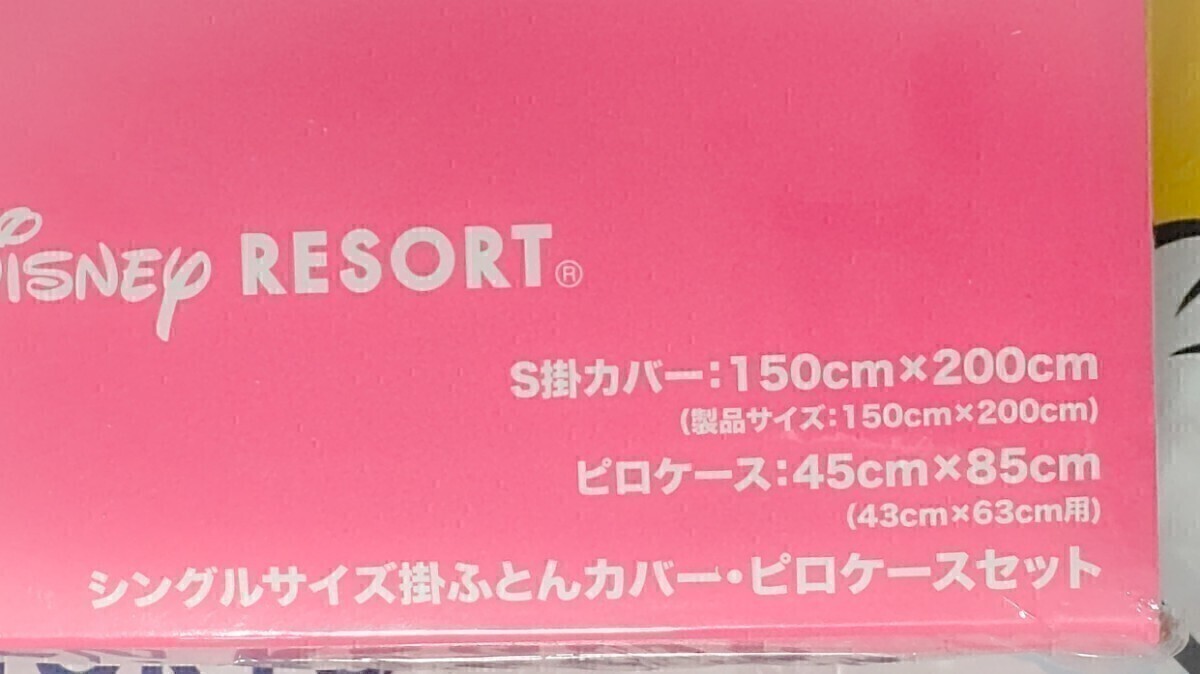 DISNEY RESORT®
S掛カバー：150cm×200cm
（製品サイズ：150cm×200cm）
ピロケース：45cm×85cm
（43cm×63cm用）
シングルサイズ掛ふとんカバー・ピロケースセット